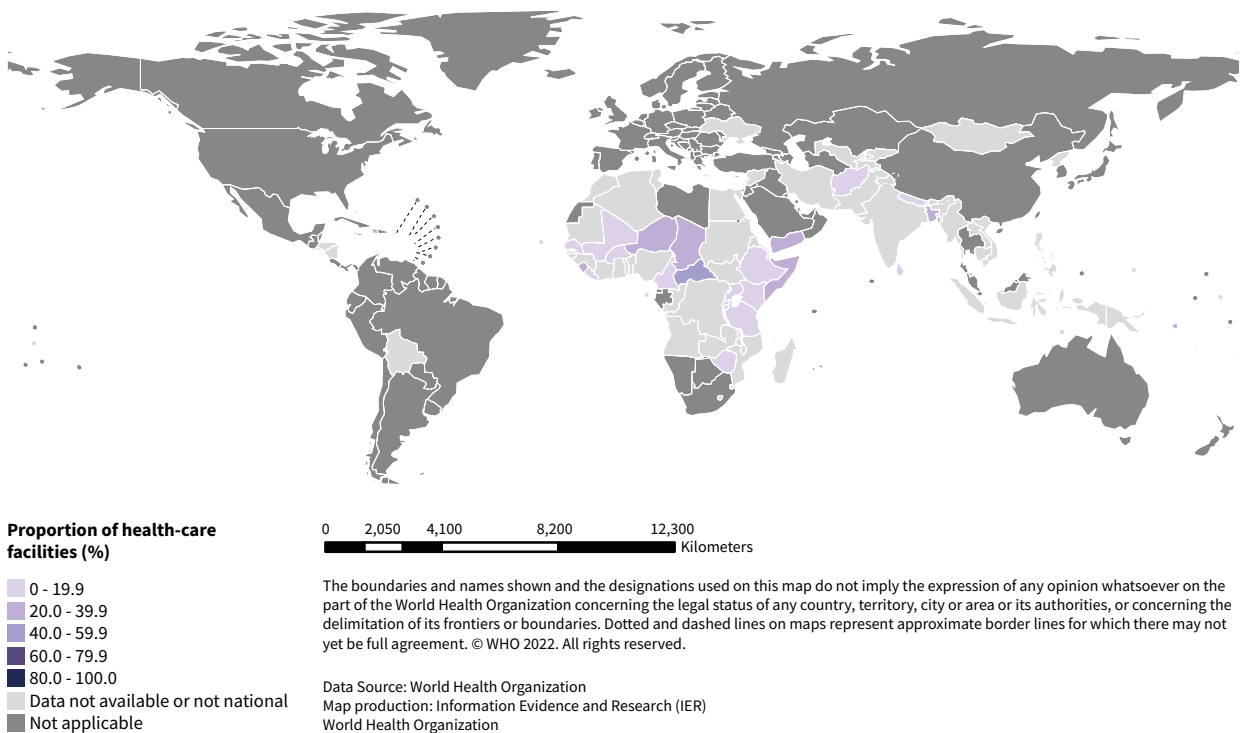 Proportion of health-care
facilities (%)
0 - 19.9
20.0 - 39.9
40.0 - 59.9
60.0 - 79.9
80.0 - 100.0
Data not available or not national
Not applicable
0 2,050 4,100 8,200 12,300
Kilometers
The boundaries and names shown and the designations used on this map do not imply the expression of any opinion whatsoever on the
part of the World Health Organization concerning the legal status of any country, territory, city or area or its authorities, or concerning the
delimitation of its frontiers or boundaries. Dotted and dashed lines on maps represent approximate border lines for which there may not
yet be full agreement. © WHO 2022. All rights reserved.
Data Source: World Health Organization
Map production: Information Evidence and Research (IER)
World Health Organization